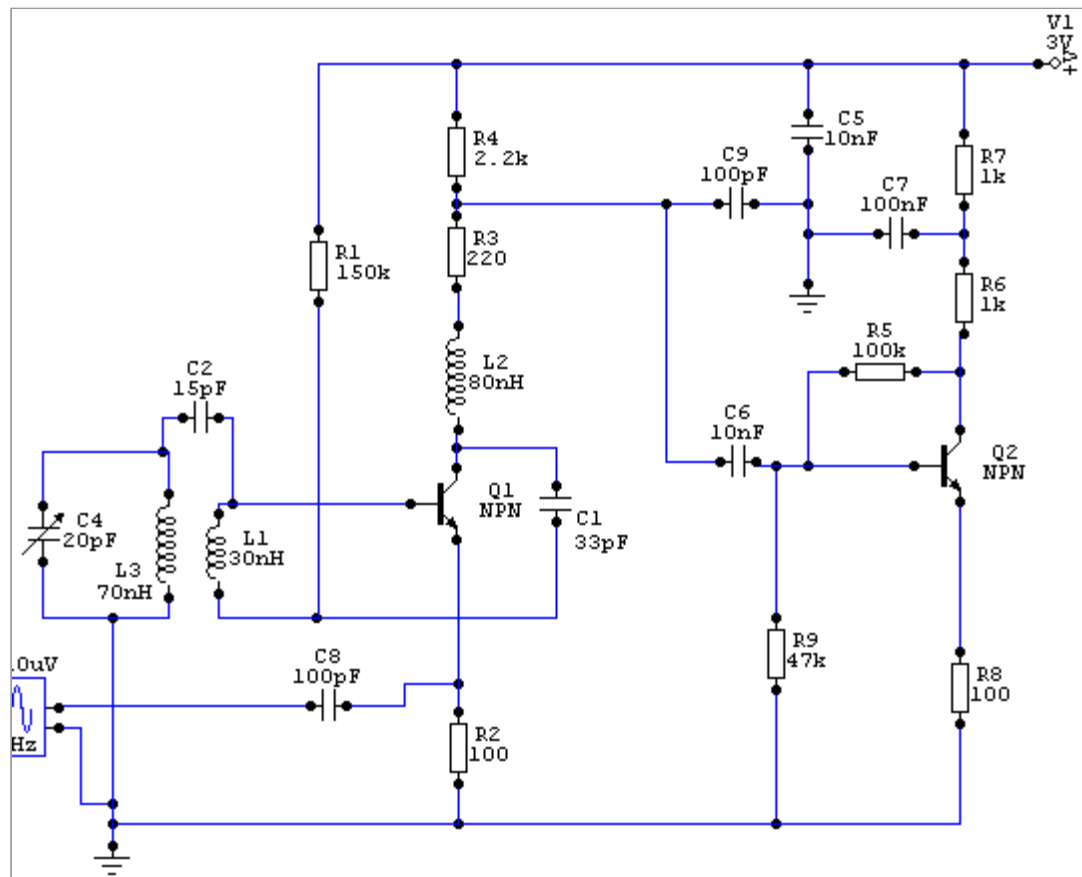 V1
3V
V
+
C5
10nF
R4
2.2k
C9
100pF
R7
1k
C7
100nF
R3
220
R1
150k
R6
1k
R5
100k
L2
80nH
C2
15pF
C6
10nF
Q2
NPN
Q1
NPN
C1
33pF
C4
20pF
L1
30nH
L3
70nH
R9
47k
C8
100pF
.0uV
Hz
R8
100
R2
100